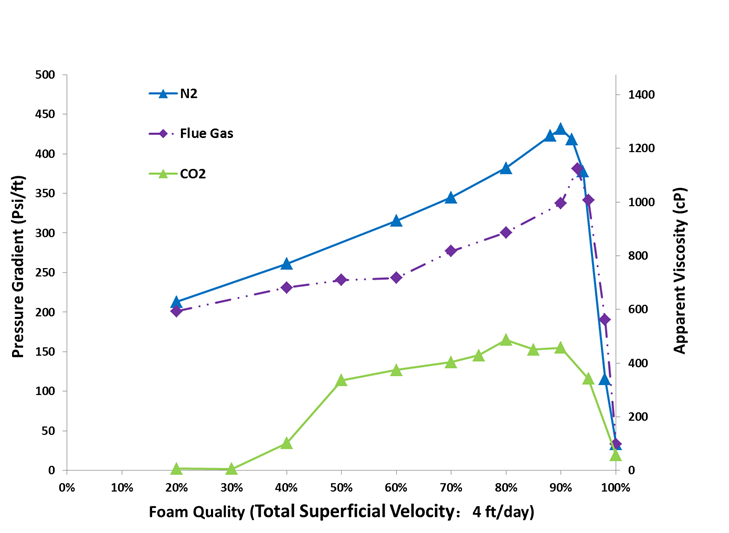 500
450
400
350
300
250
200
150
100
50
0
Pressure Gradient (Psi/ft)
N2
Flue Gas
CO2
1400
1200
1000
800
600
400
200
0
Apparent Viscosity (cP)
0% 10% 20% 30% 40% 50% 60% 70% 80% 90% 100%
Foam Quality (Total Superficial Velocity：4 ft/day)